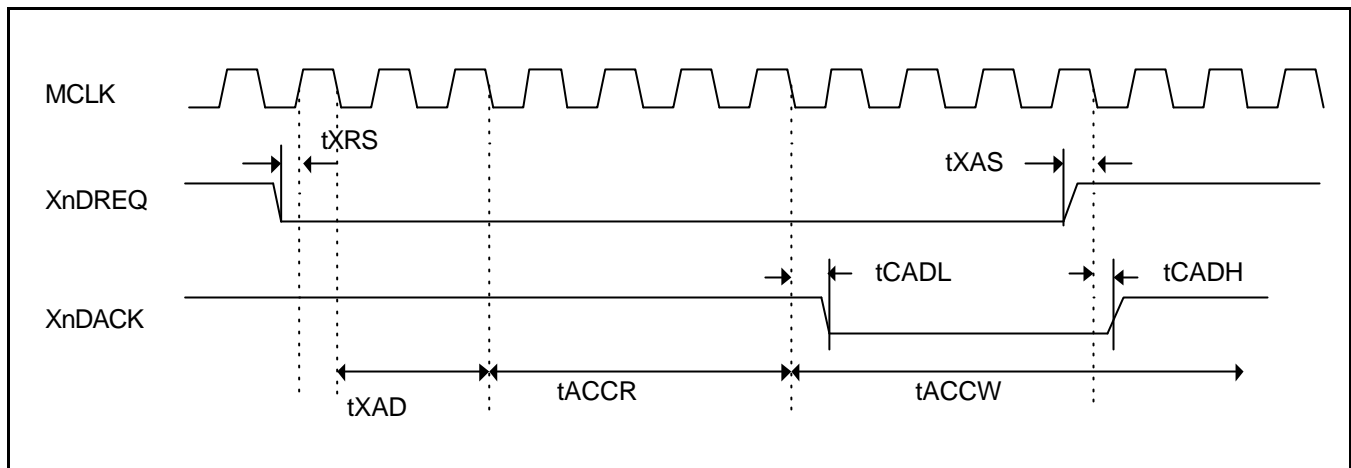 MCLK
tXRS
tXAS
XnDREQ
tCADL
tCADH
XnDACK
tXAD
tACCR
tACCW